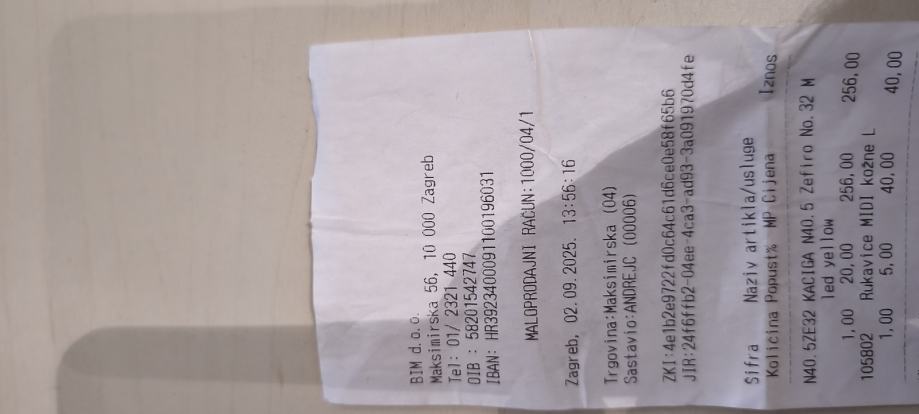 BIM d.o.o.
Maksimirska 56, 10 000 Zagreb
Tel: 01/ 2321 440
OIB : 58201542747
IBAN: HR3923400091100196031
MALOPRODAJNI RAČUN:1000/04/1
Zagreb, 02.09.2025. 13:56:16
Trgovina:Maksimirska (04)
Sastavio:ANDREJC (00006)
ZKI:4e1b2e9722fd0c64c61d6ce0e58f65b6
JIR:24f6ffb2-04ee-4ca3-ad93-3a091970d4fe
Šifra Naziv artikla/usluge
Kolicina Popust% MP Cijena Iznos
N40.5ZE32 KACIGA N40.5 Zefiro No.32 M
led yellow
1,00 20,00 256,00 256,00
105802 Rukavice MIDI kožne L
1,00 5,00 40,00 40,00